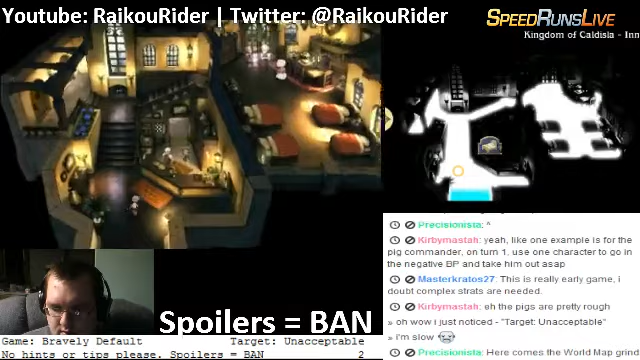 Youtube: RaikouRider | Twitter: @RaikouRider
SPEEDRUNSLIVE
Kingdom of Caldisla - Inn
Precisionista: ^
Kirbymastah: yeah, like one example is for the
pig commander, on turn 1, use one character to go in
the negative BP and take him out asap
Masterkratos27: This is really early game, i
doubt complex strats are needed.
Kirbymastah: eh the pigs are pretty rough
» oh wow i just noticed - "Target: Unacceptable"
» i'm slow
Precisionista: Here comes the World Map grind
Spoilers = BAN
Game: Bravely Default Target: Unacceptable
No hints or tips please. Spoilers = BAN 2